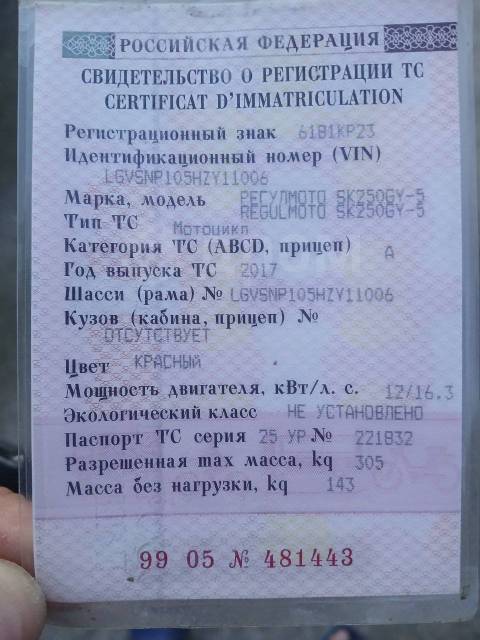 РОССИЙСКАЯ ФЕДЕРАЦИЯ
СВИДЕТЕЛЬСТВО О РЕГИСТРАЦИИ ТС
CERTIFICAT D'IMMATRICULATION
Регистрационный знак 6181КР23
Идентификационный номер (VIN)
LGVSNP105HZY11006
Марка, модель РЕГУЛМОТО SK250GY-5
REGULMOTO SK250GY-5
Тип ТС Мотоцикл
Категория ТС (ABCD, прицеп) A
Год выпуска ТС 2017
Шасси (рама) № LGVSNP105HZY11006
Кузов (кабина, прицеп) №
ОТСУТСТВУЕТ
Цвет КРАСНЫЙ
Мощность двигателя, кВт/л. с. 12/16.3
Экологический класс НЕ УСТАНОВЛЕНО
Паспорт ТС серия 25 УР № 221832
Разрешенная max масса, kg 305
Масса без нагрузки, kg 143
99 05 № 481443